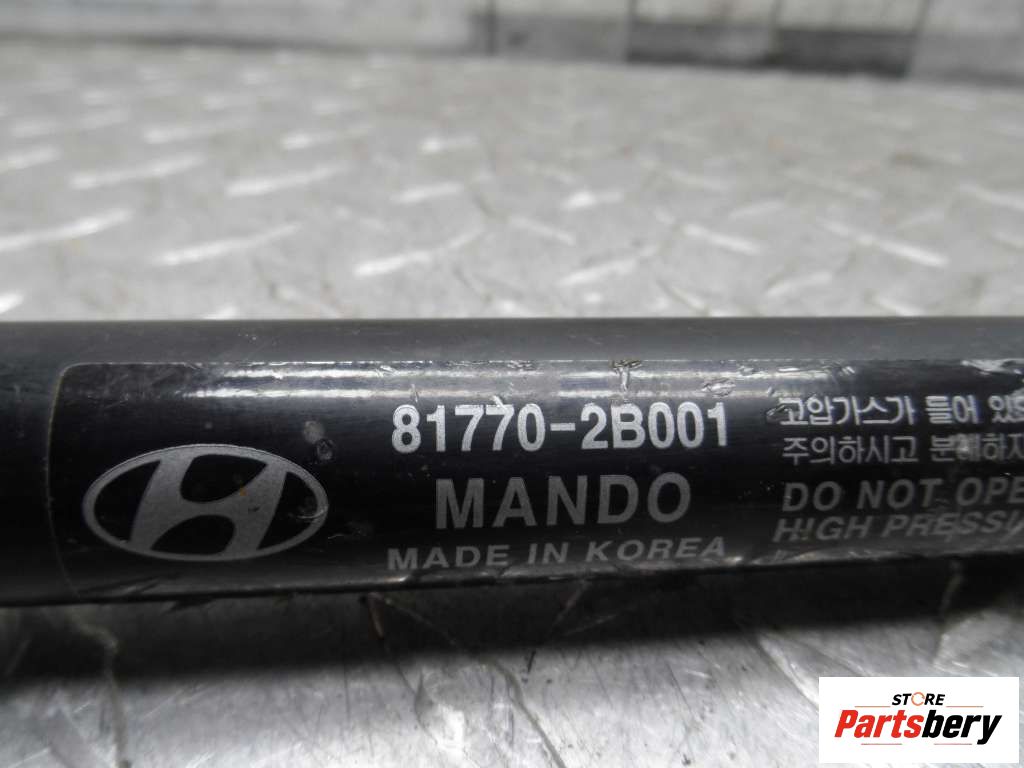 81770-2B001
MANDO
MADE IN KOREA
고압가스가 들어
주의하시고 분해하지
DO NOT OPE
HIGH PRESS
STORE
Partsbery